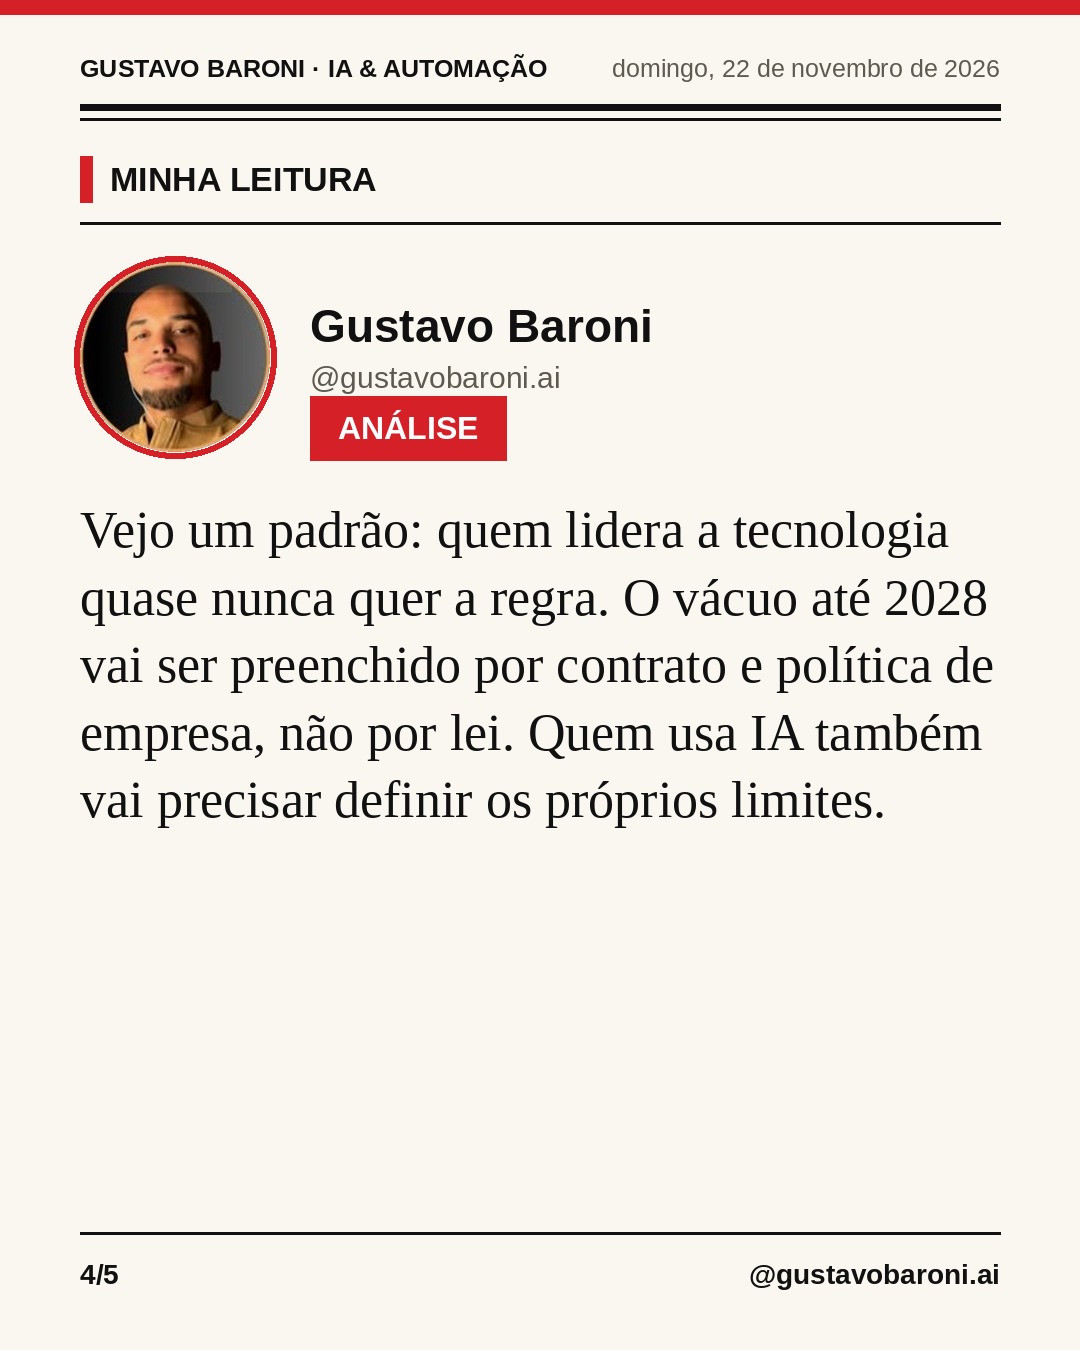 GUSTAVO BARONI · IA & AUTOMAÇÃO
domingo, 22 de novembro de 2026
MINHA LEITURA
Gustavo Baroni
@gustavobaroni.ai
ANÁLISE
Vejo um padrão: quem lidera a tecnologia
quase nunca quer a regra. O vácuo até 2028
vai ser preenchido por contrato e política de
empresa, não por lei. Quem usa IA também
vai precisar definir os próprios limites.
4/5
@gustavobaroni.ai